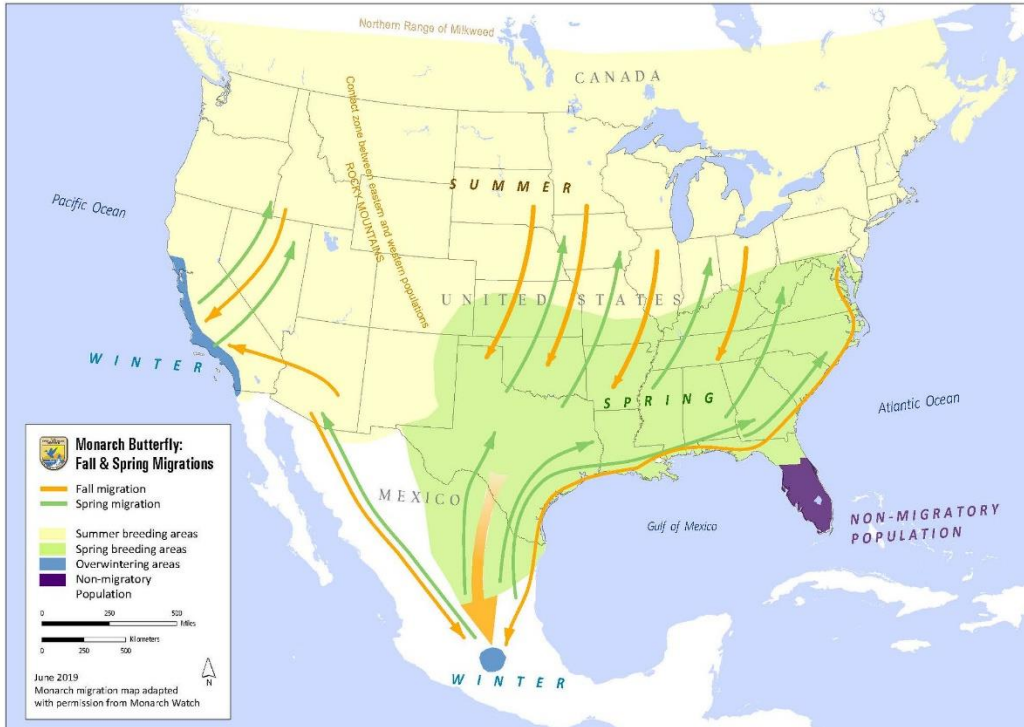 Northern Range of Milkweed
CANADA
Contact zone between eastern and western populations
ROCKY MOUNTAINS
SUMMER
Pacific Ocean
UNITED STATES
WINTER
SPRING
Atlantic Ocean
MEXICO
Gulf of Mexico
NON-MIGRATORY
POPULATION
WINTER
Monarch Butterfly:
Fall & Spring Migrations
Fall migration
Spring migration
Summer breeding areas
Spring breeding areas
Overwintering areas
Non-migratory
Population
0 250 500
Miles
Kilometers
0 250 500
N
June 2019
Monarch migration map adapted
with permission from Monarch Watch